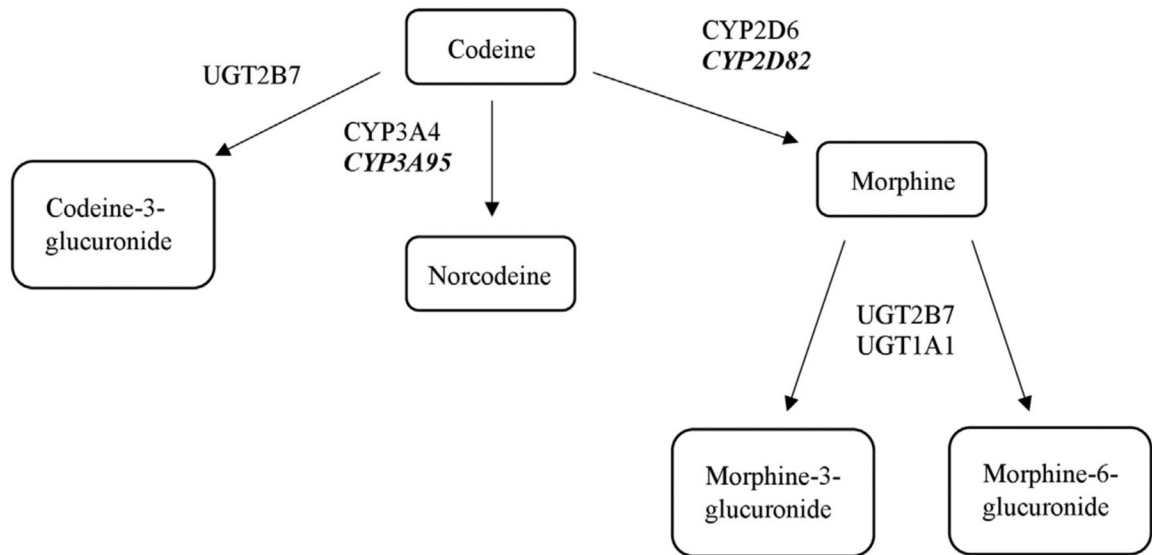 Codeine
CYP2D6
CYP2D82
UGT2B7
CYP3A4
CYP3A95
Codeine-3-
glucuronide
Norcodeine
Morphine
UGT2B7
UGT1A1
Morphine-3-
glucuronide
Morphine-6-
glucuronide